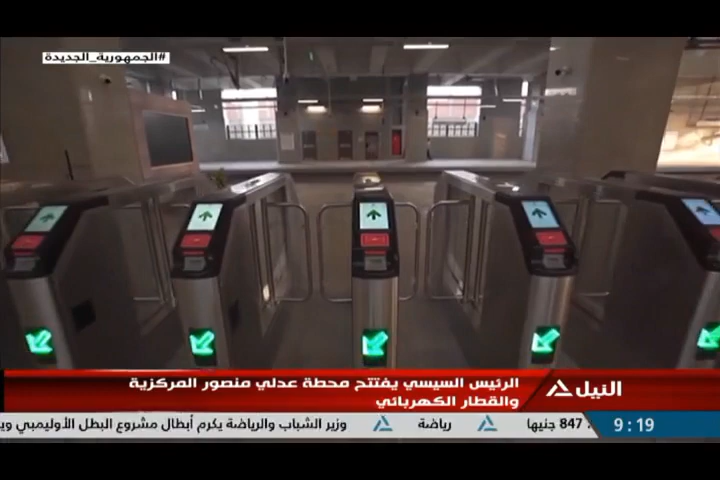 #الجمهورية_الجديدة
الرئيس السيسي يفتتح محطة عدلي منصور المركزية
والقطار الكهربائي
النيل
847 جنيها رياضة وزير الشباب والرياضة يكرم أبطال مشروع البطل الأوليمبي
9:19